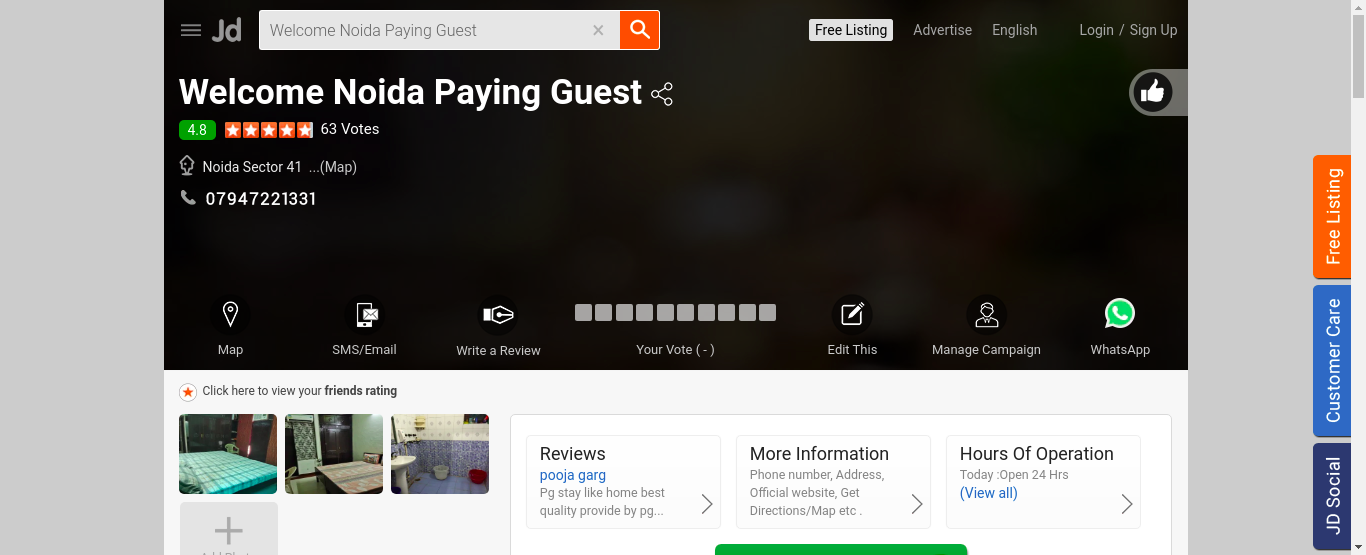 Jd
Welcome Noida Paying Guest
Free Listing
Advertise
English
Login / Sign Up
Welcome Noida Paying Guest
4.8
63 Votes
Noida Sector 41 ...(Map)
07947221331
Map
SMS/Email
Write a Review
Your Vote ( - )
Edit This
Manage Campaign
WhatsApp
Click here to view your friends rating
Reviews
pooja garg
Pg stay like home best
quality provide by pg...
More Information
Phone number, Address,
Official website, Get
Directions/Map etc .
Hours Of Operation
Today :Open 24 Hrs
(View all)
Free Listing
Customer Care
JD Social